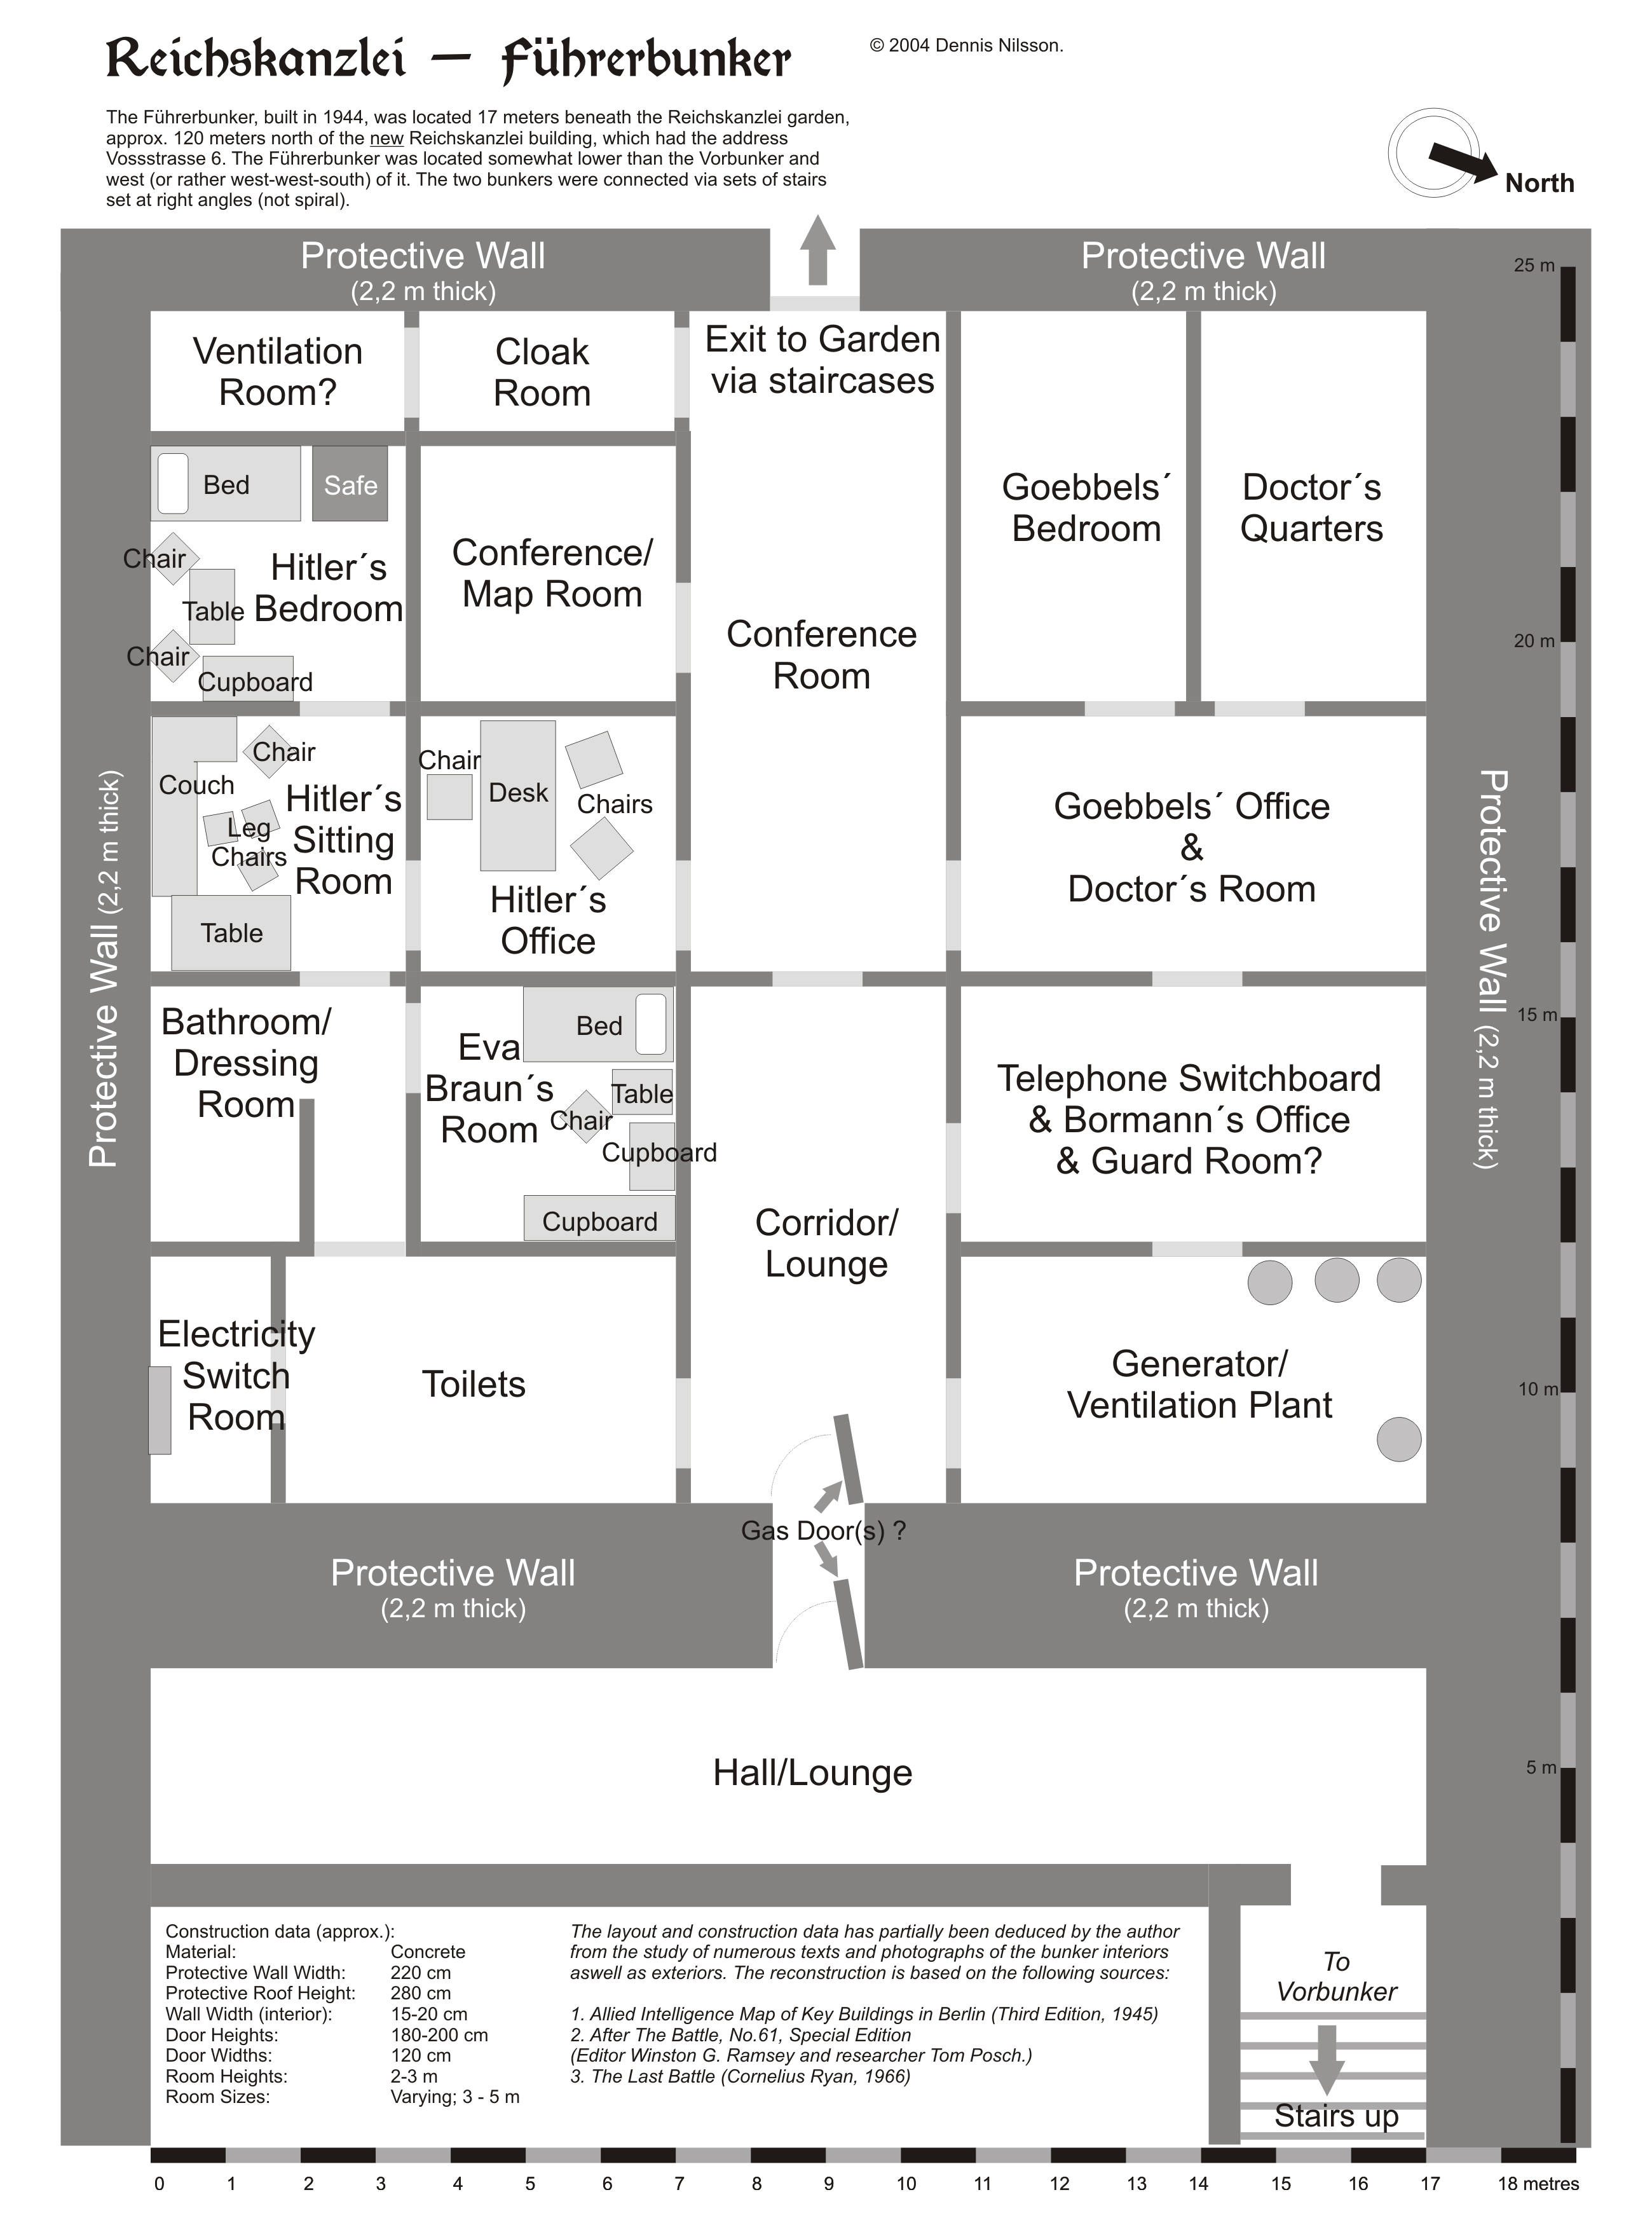 Reichskanzlei — Führerbunker
© 2004 Dennis Nilsson.
The Führerbunker, built in 1944, was located 17 meters beneath the Reichskanzlei garden,
approx. 120 meters north of the new Reichskanzlei building, which had the address
Vossstrasse 6. The Führerbunker was located somewhat lower than the Vorbunker and
west (or rather west-west-south) of it. The two bunkers were connected via sets of stairs
set at right angles (not spiral).
North
Protective Wall
(2,2 m thick)
Protective Wall
(2,2 m thick)
25 m
Ventilation
Room?
Cloak
Room
Exit to Garden
via staircases
Bed
Safe
Chair
Table
Chair
Cupboard
Hitler´s
Bedroom
Conference/
Map Room
Conference
Room
Goebbels´
Bedroom
Doctor´s
Quarters
20 m
Protective Wall (2,2 m thick)
Couch
Chair
Leg
Chairs
Table
Hitler´s
Sitting
Room
Chair
Desk
Chairs
Hitler´s
Office
Goebbels´ Office
&
Doctor´s Room
Protective Wall (2,2 m thick)
15 m
Bathroom/
Dressing
Room
Eva
Braun´s
Room
Bed
Table
Chair
Cupboard
Cupboard
Corridor/
Lounge
Telephone Switchboard
& Bormann´s Office
& Guard Room?
Electricity
Switch
Room
Toilets
Generator/
Ventilation Plant
10 m
Gas Door(s) ?
Protective Wall
(2,2 m thick)
Protective Wall
(2,2 m thick)
Hall/Lounge
5 m
Construction data (approx.):
Material: Concrete
Protective Wall Width: 220 cm
Protective Roof Height: 280 cm
Wall Width (interior): 15-20 cm
Door Heights: 180-200 cm
Door Widths: 120 cm
Room Heights: 2-3 m
Room Sizes: Varying; 3 - 5 m
The layout and construction data has partially been deduced by the author
from the study of numerous texts and photographs of the bunker interiors
aswell as exteriors. The reconstruction is based on the following sources:
1. Allied Intelligence Map of Key Buildings in Berlin (Third Edition, 1945)
2. After The Battle, No.61, Special Edition
(Editor Winston G. Ramsey and researcher Tom Posch.)
3. The Last Battle (Cornelius Ryan, 1966)
To
Vorbunker
Stairs up
0 1 2 3 4 5 6 7 8 9 10 11 12 13 14 15 16 17 18 metres